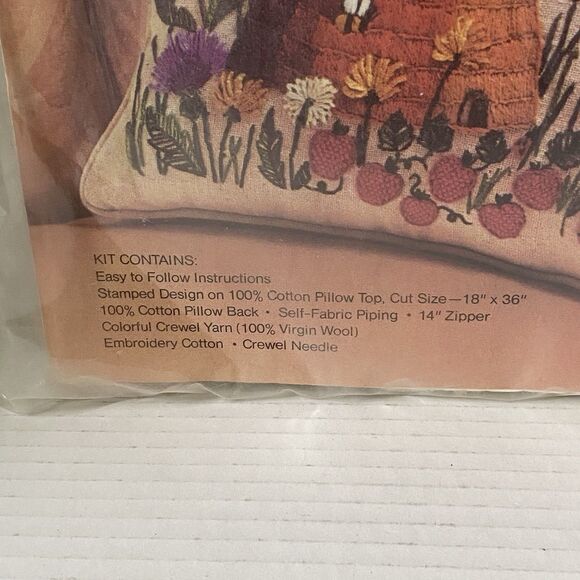 KIT CONTAINS:
Easy to Follow Instructions
Stamped Design on 100% Cotton Pillow Top, Cut Size—18" x 36"
100% Cotton Pillow Back • Self-Fabric Piping • 14" Zipper
Colorful Crewel Yarn (100% Virgin Wool)
Embroidery Cotton • Crewel Needle